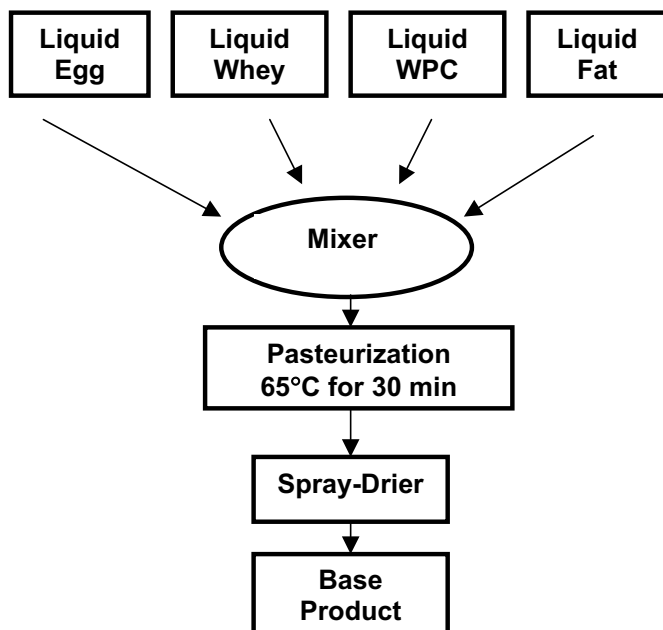 Liquid
Egg
Liquid
Whey
Liquid
WPC
Liquid
Fat
Mixer
Pasteurization
65°C for 30 min
Spray-Drier
Base
Product